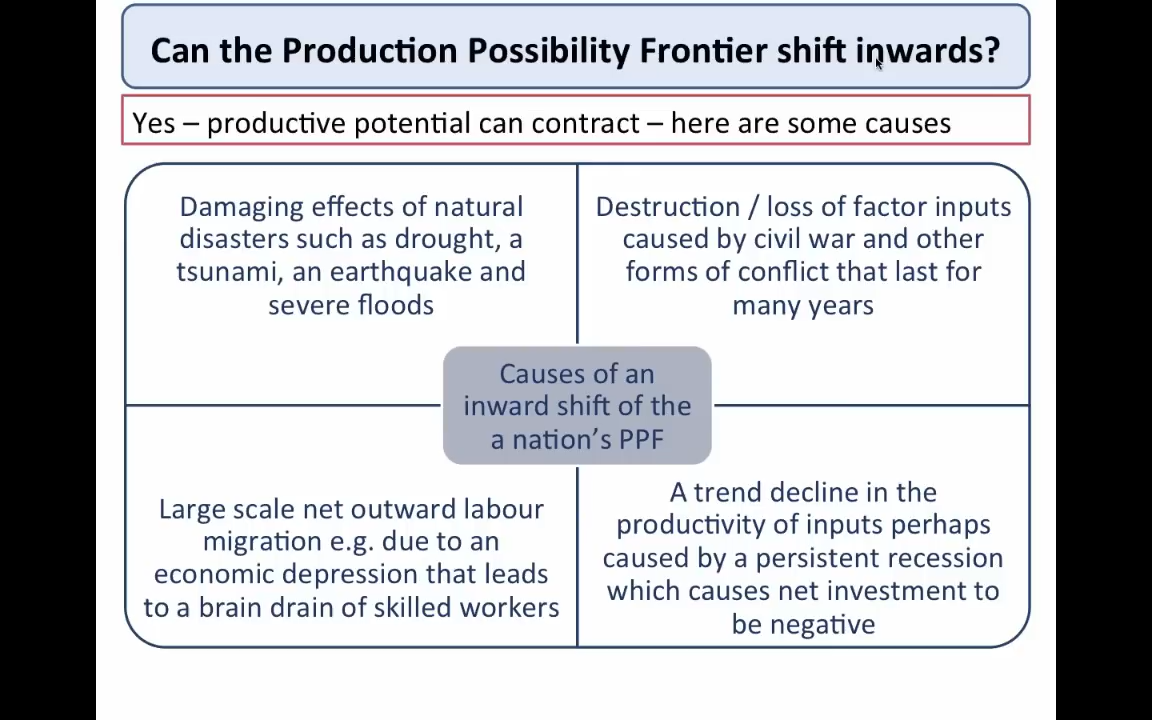 Can the Production Possibility Frontier shift inwards?
Yes – productive potential can contract – here are some causes
Damaging effects of natural
disasters such as drought, a
tsunami, an earthquake and
severe floods
Destruction / loss of factor inputs
caused by civil war and other
forms of conflict that last for
many years
Causes of an
inward shift of the
a nation’s PPF
Large scale net outward labour
migration e.g. due to an
economic depression that leads
to a brain drain of skilled workers
A trend decline in the
productivity of inputs perhaps
caused by a persistent recession
which causes net investment to
be negative